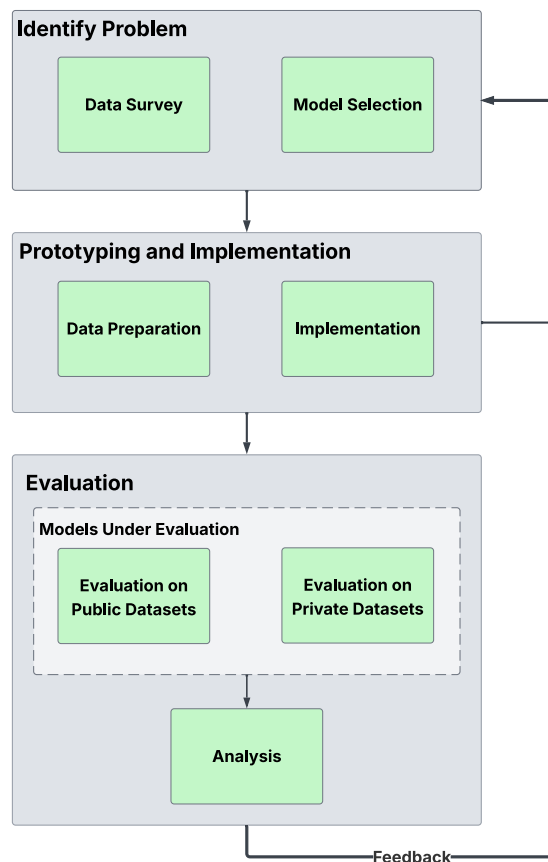 Identify Problem
Data Survey
Model Selection
Prototyping and Implementation
Data Preparation
Implementation
Evaluation
Models Under Evaluation
Evaluation on
Public Datasets
Evaluation on
Private Datasets
Analysis
Feedback